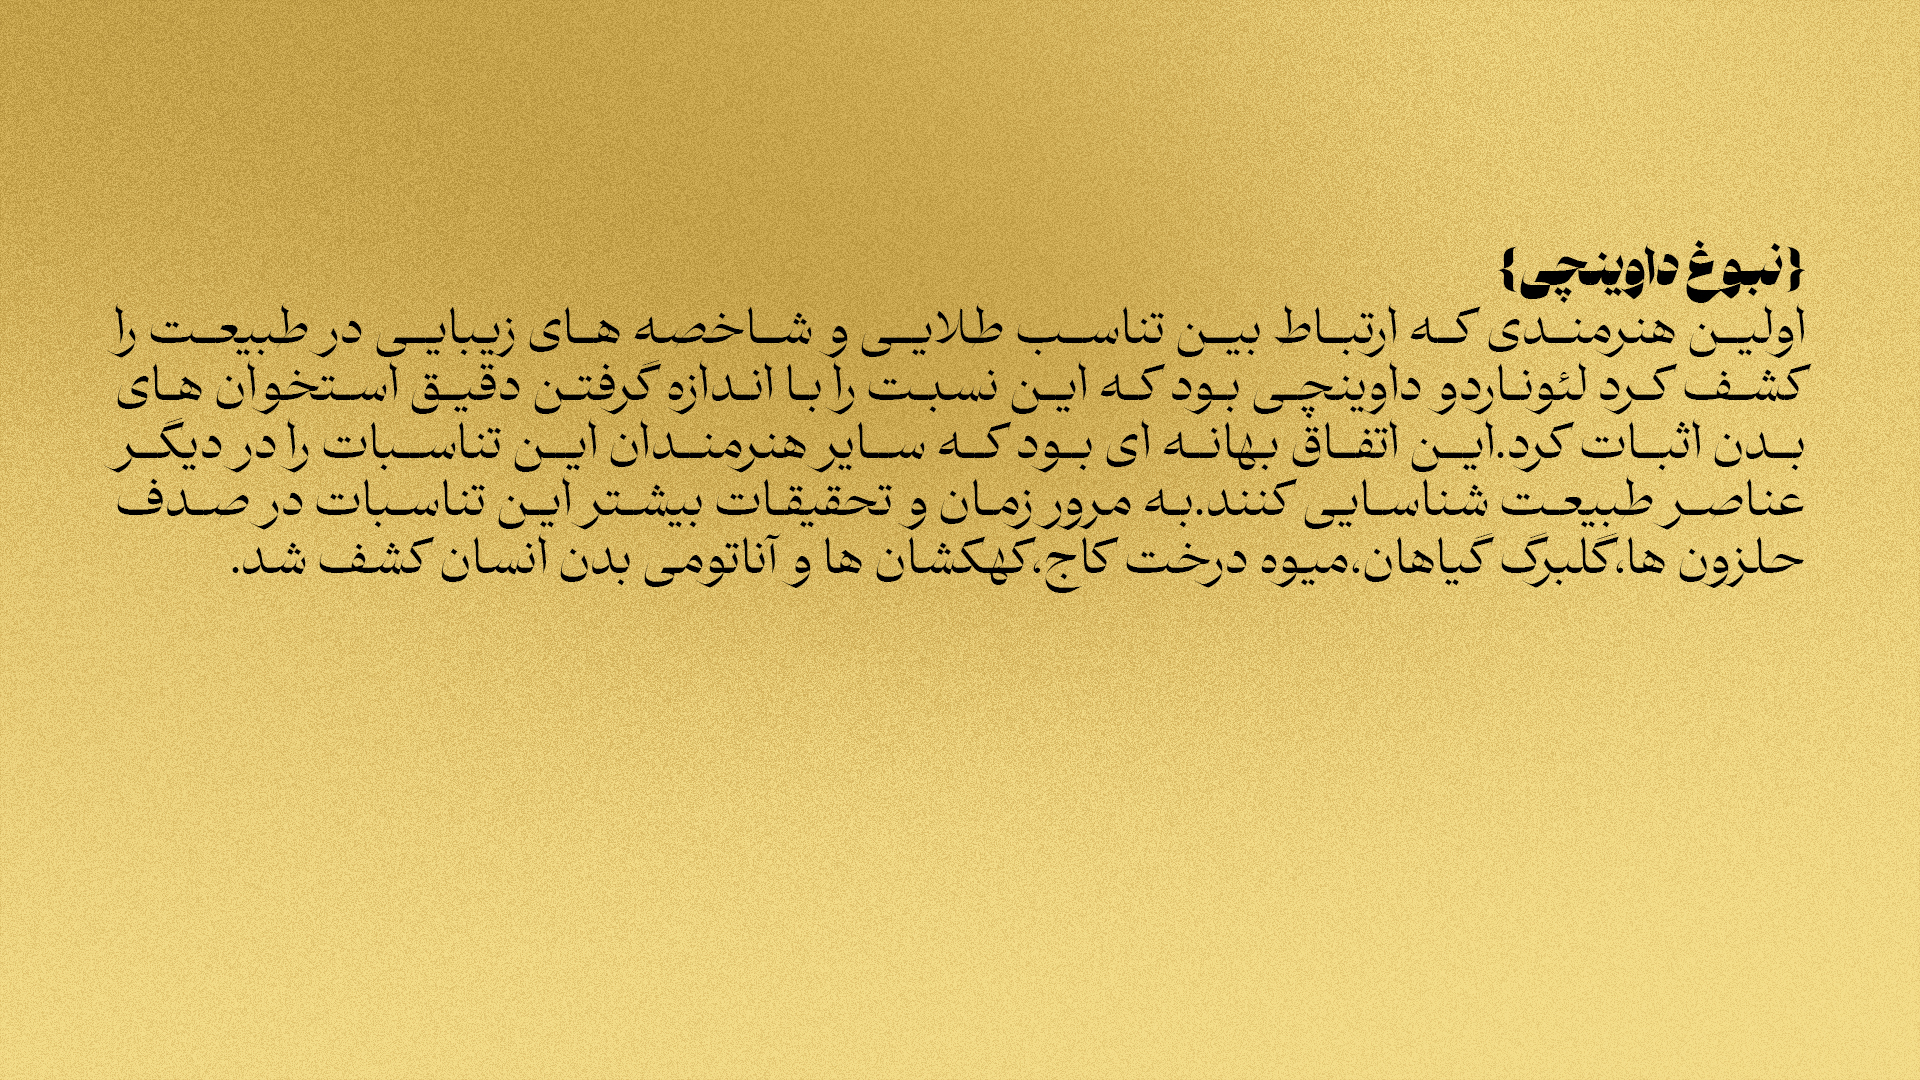 {نبوغ داوینچی}
اولین هنرمندی که ارتباط بین تناسب طلایی و شاخصه های زیبایی در طبیعت را
کشف کرد لئوناردو داوینچی بود که این نسبت را با اندازه گرفتن دقیق استخوان های
بدن اثبات کرد.این اتفاق بهانه ای بود که سایر هنرمندان این تناسبات را در دیگر
عناصر طبیعت شناسایی کنند.به مرور زمان و تحقیقات بیشتر این تناسبات در صدف
حلزون ها،گلبرگ گیاهان،میوه درخت کاج،کهکشان ها و آناتومی بدن انسان کشف شد.